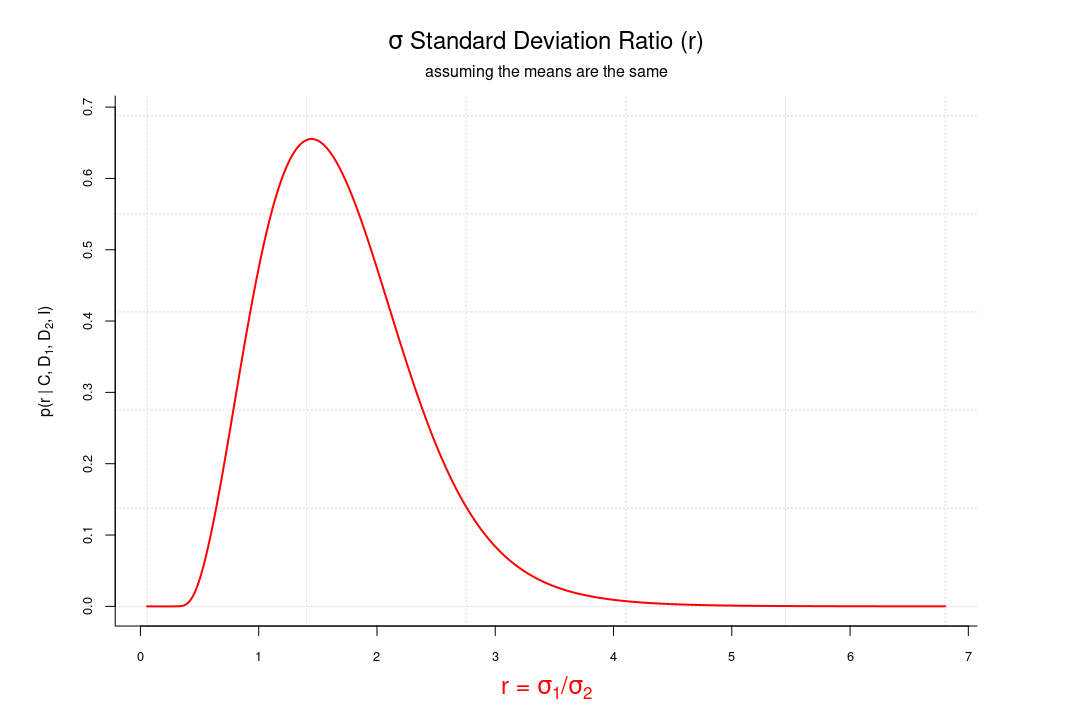 σ Standard Deviation Ratio (r)
assuming the means are the same
p(r | C, D₁, D₂, I)
0.7
0.6
0.5
0.4
0.3
0.2
0.1
0.0
0 1 2 3 4 5 6 7
r = σ₁/σ₂